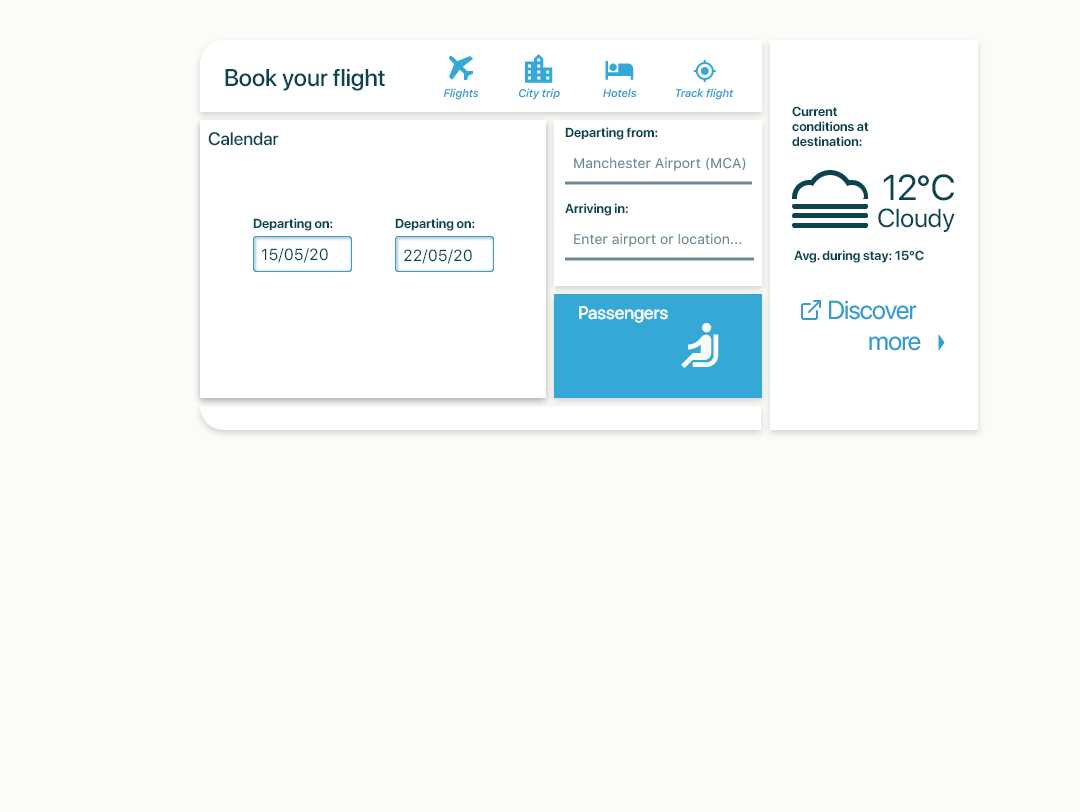 Book your flight
Flights
City trip
Hotels
Track flight
Calendar
Departing on:
15/05/20
Departing on:
22/05/20
Departing from:
Manchester Airport (MCA)
Arriving in:
Enter airport or location...
Passengers
Current
conditions at
destination:
12°C
Cloudy
Avg. during stay: 15°C
Discover
more